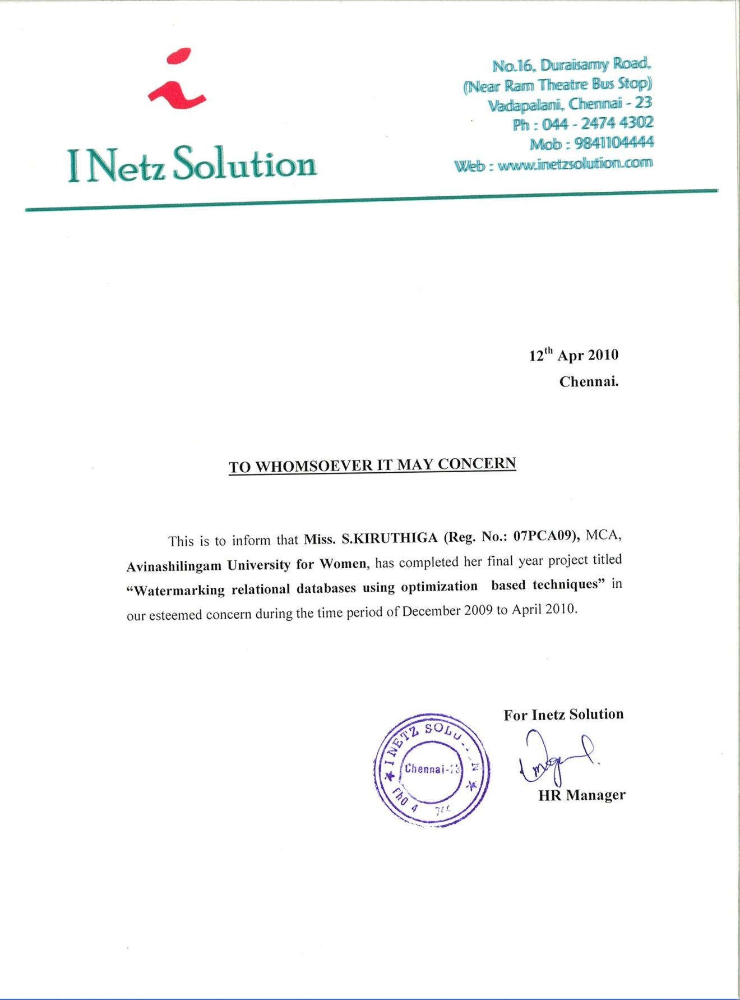 I Netz Solution
No.16, Duraisamy Road,
(Near Ram Theatre Bus Stop)
Vadapalani, Chennai - 23
Ph : 044 - 2474 4302
Mob : 9841104444
Web : www.inetzsolution.com
12th Apr 2010
Chennai.
TO WHOMSOEVER IT MAY CONCERN
This is to inform that Miss. S.KIRUTHIGA (Reg. No.: 07PCA09), MCA,
Avinashilingam University for Women, has completed her final year project titled
“Watermarking relational databases using optimization based techniques” in
our esteemed concern during the time period of December 2009 to April 2010.
For Inetz Solution
INETZ
Chennai-23
HR Manager